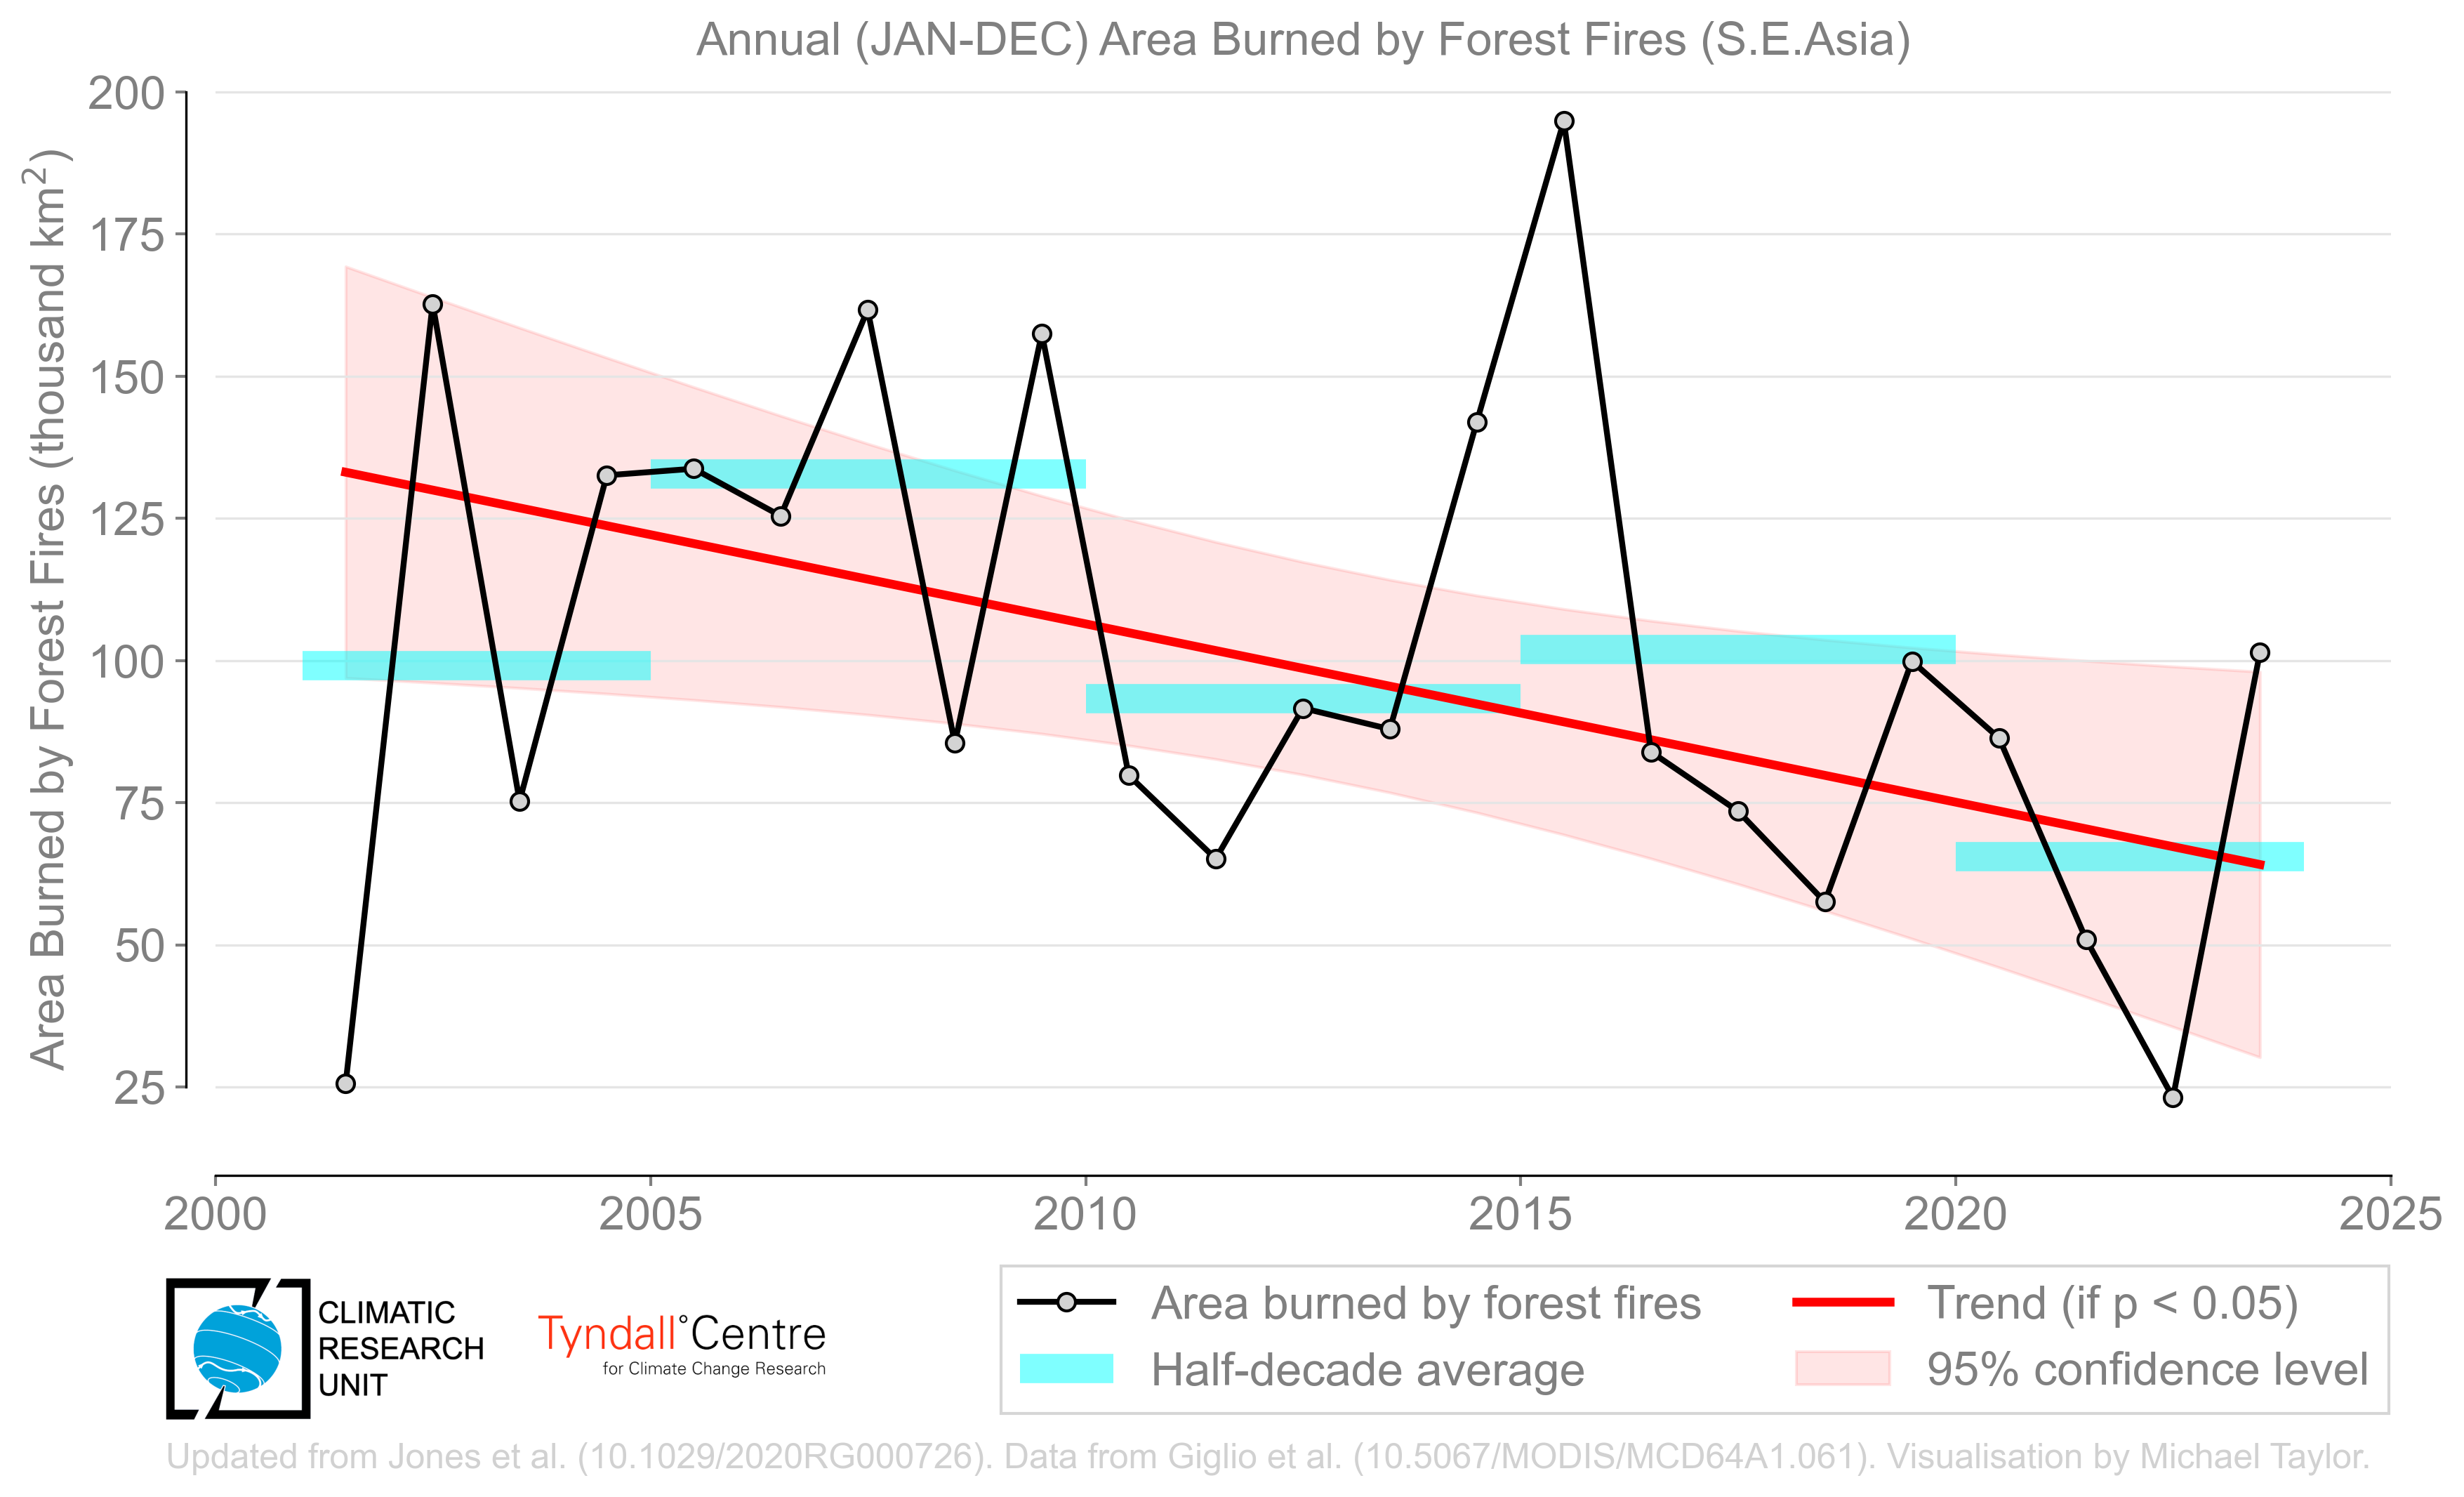 Annual (JAN-DEC) Area Burned by Forest Fires (S.E.Asia)
Area Burned by Forest Fires (thousand km²)
200
175
150
125
100
75
50
25
2000 2005 2010 2015 2020 2025
CLIMATIC
RESEARCH
UNIT
Tyndall°Centre
for Climate Change Research
Area burned by forest fires
Half-decade average
Trend (if p < 0.05)
95% confidence level
Updated from Jones et al. (10.1029/2020RG000726). Data from Giglio et al. (10.5067/MODIS/MCD64A1.061). Visualisation by Michael Taylor.